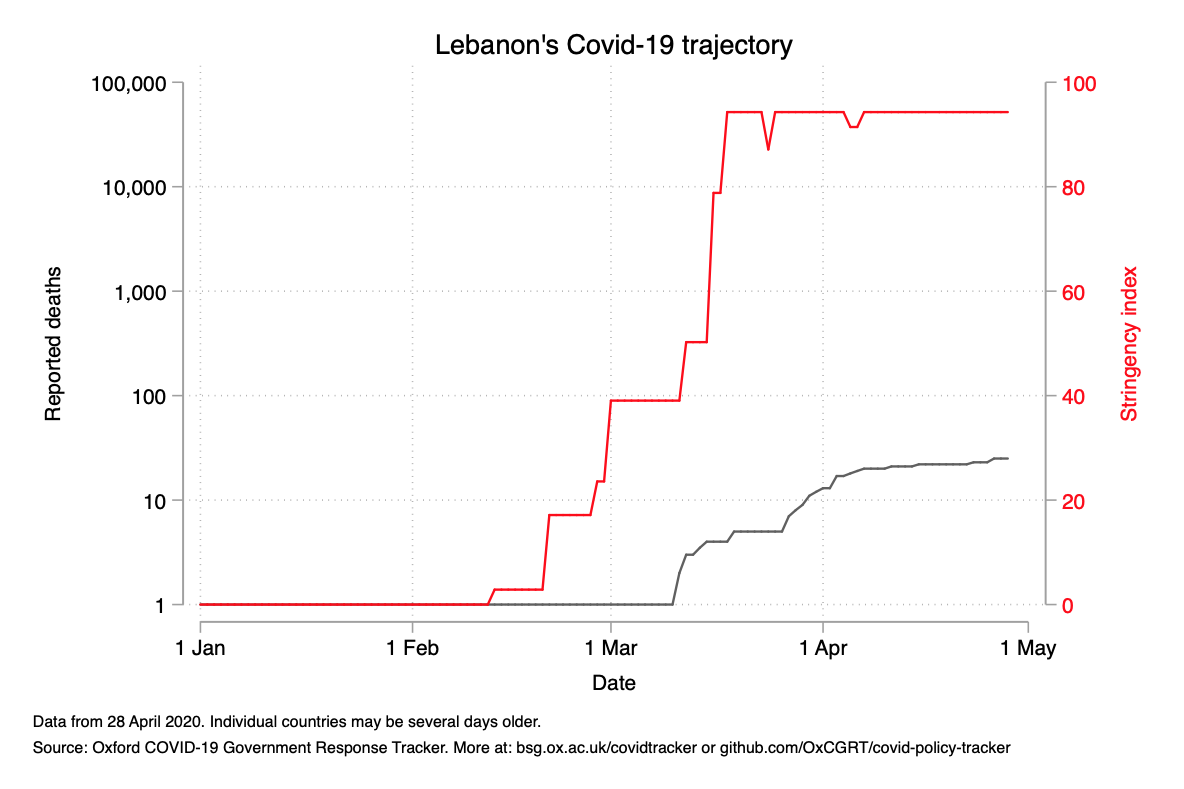 Lebanon's Covid-19 trajectory
100,000
10,000
1,000
100
10
1
Reported deaths
100
80
60
40
20
0
Stringency index
1 Jan
1 Feb
1 Mar
1 Apr
1 May
Date
Data from 28 April 2020. Individual countries may be several days older.
Source: Oxford COVID-19 Government Response Tracker. More at: bsg.ox.ac.uk/covidtracker or github.com/OxCGRT/covid-policy-tracker